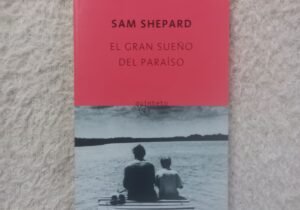 SAM SHEPARD
EL GRAN SUEÑO
DEL PARAÍSO
quinteto